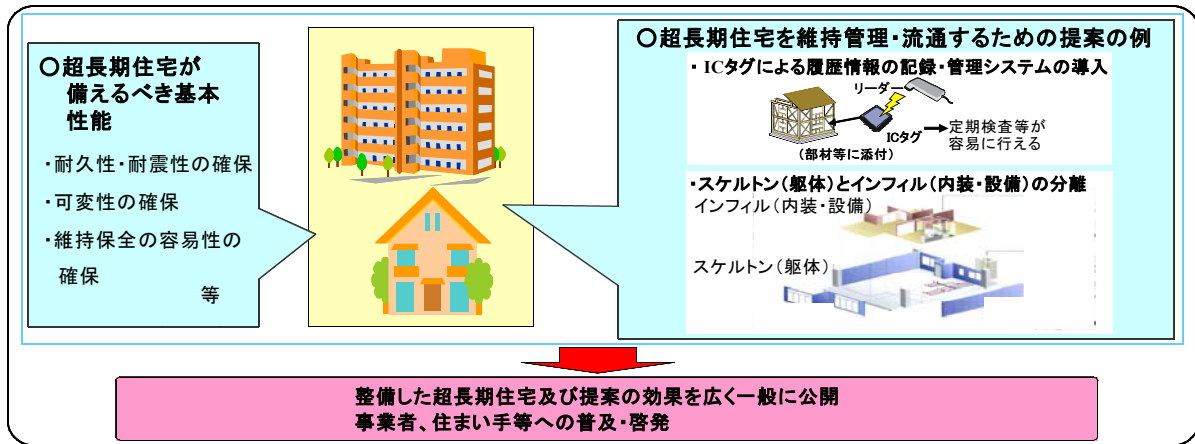 ○超長期住宅が
備えるべき基本
性能
・耐久性・耐震性の確保
・可変性の確保
・維持保全の容易性の
確保
等
○超長期住宅を維持管理・流通するための提案の例
・ICタグによる履歴情報の記録・管理システムの導入
リーダー
ICタグ
定期検査等が
容易に行える
(部材等に添付)
・スケルトン(躯体)とインフィル(内装・設備)の分離
インフィル(内装・設備)
スケルトン(躯体)
整備した超長期住宅及び提案の効果を広く一般に公開
事業者、住まい手等への普及・啓発